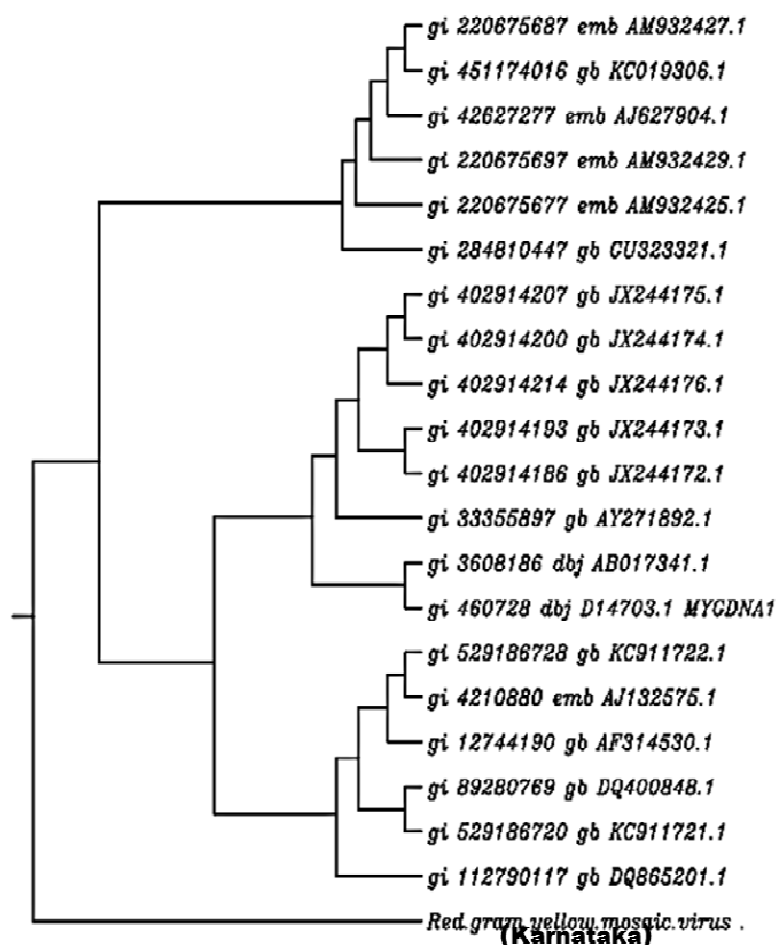 gi 220675687 emb AM932427.1
gi 451174016 gb KC019306.1
gi 42627277 emb AJ627904.1
gi 220675697 emb AM932429.1
gi 220675677 emb AM932425.1
gi 284810447 gb GU323321.1
gi 402914207 gb JX244175.1
gi 402914200 gb JX244174.1
gi 402914214 gb JX244176.1
gi 402914193 gb JX244173.1
gi 402914186 gb JX244172.1
gi 33355897 gb AY271892.1
gi 3608186 dbj AB017341.1
gi 460728 dbj D14703.1 MYGDNA1
gi 529186728 gb KC911722.1
gi 4210880 emb AJ132575.1
gi 12744190 gb AF314530.1
gi 89280769 gb DQ400848.1
gi 529186720 gb KC911721.1
gi 112790117 gb DQ865201.1
Red.gram.yellow.mosaic.virus .
(Karnataka)